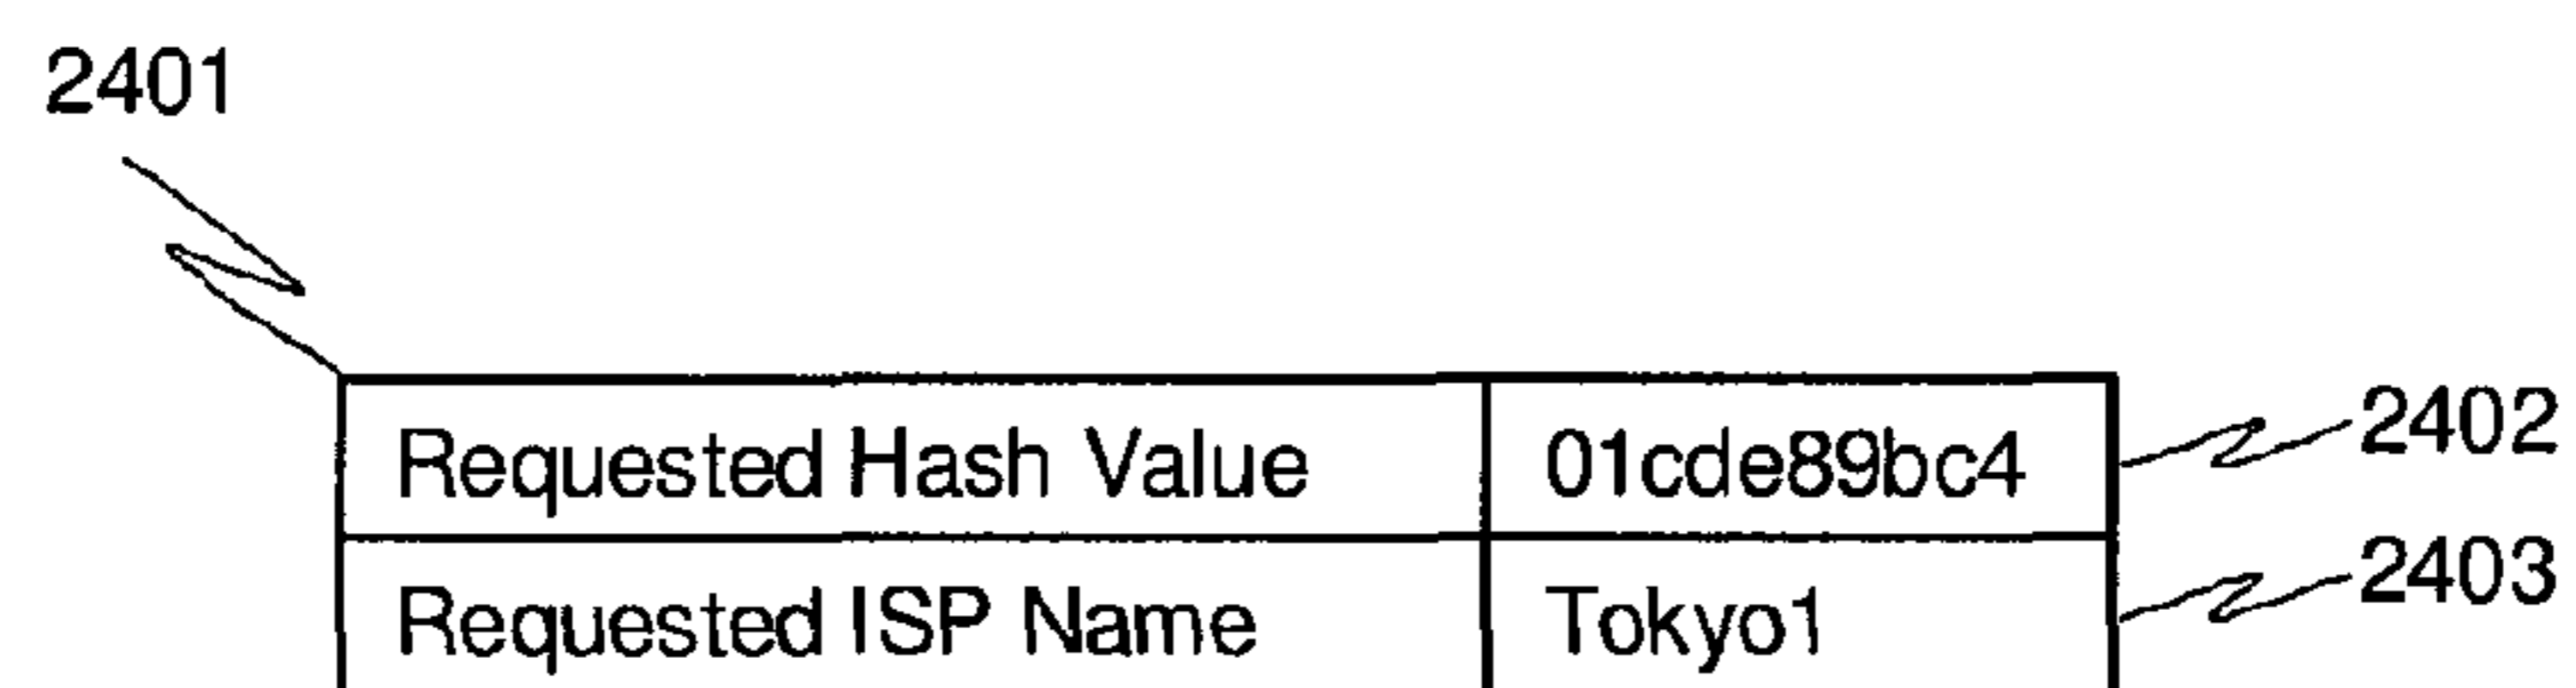 2401
Requested Hash Value 01cde89bc4 2402
Requested ISP Name Tokyo1 2403